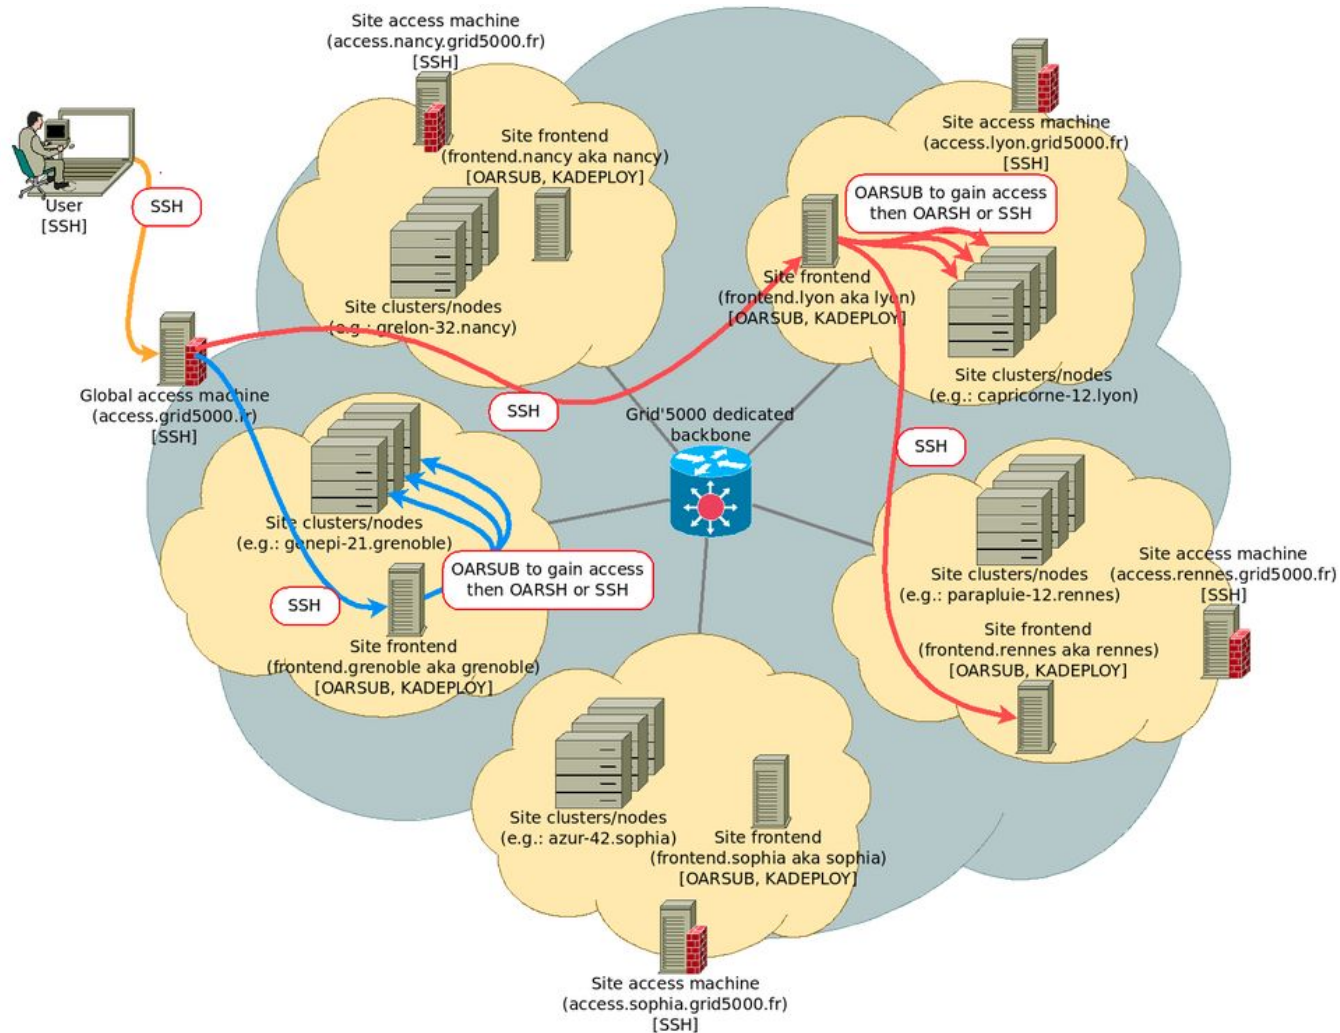 Site access machine
(access.nancy.grid5000.fr)
[SSH]
Site frontend
(frontend.nancy aka nancy)
[OARSUB, KADEPLOY]
Site clusters/nodes
(e.g.: grelon-32.nancy)
Site access machine
(access.lyon.grid5000.fr)
[SSH]
OARSUB to gain access
then OARSH or SSH
Site frontend
(frontend.lyon aka lyon)
[OARSUB, KADEPLOY]
Site clusters/nodes
(e.g.: capricorne-12.lyon)
User
[SSH]
SSH
Global access machine
(access.grid5000.fr)
[SSH]
SSH
Grid'5000 dedicated
backbone
SSH
Site clusters/nodes
(e.g.: genepi-21.grenoble)
OARSUB to gain access
then OARSH or SSH
SSH
Site frontend
(frontend.grenoble aka grenoble)
[OARSUB, KADEPLOY]
Site clusters/nodes
(e.g.: parapluie-12.rennes)
Site access machine
(access.rennes.grid5000.fr)
[SSH]
Site frontend
(frontend.rennes aka rennes)
[OARSUB, KADEPLOY]
Site clusters/nodes
(e.g.: azur-42.sophia)
Site frontend
(frontend.sophia aka sophia)
[OARSUB, KADEPLOY]
Site access machine
(access.sophia.grid5000.fr)
[SSH]